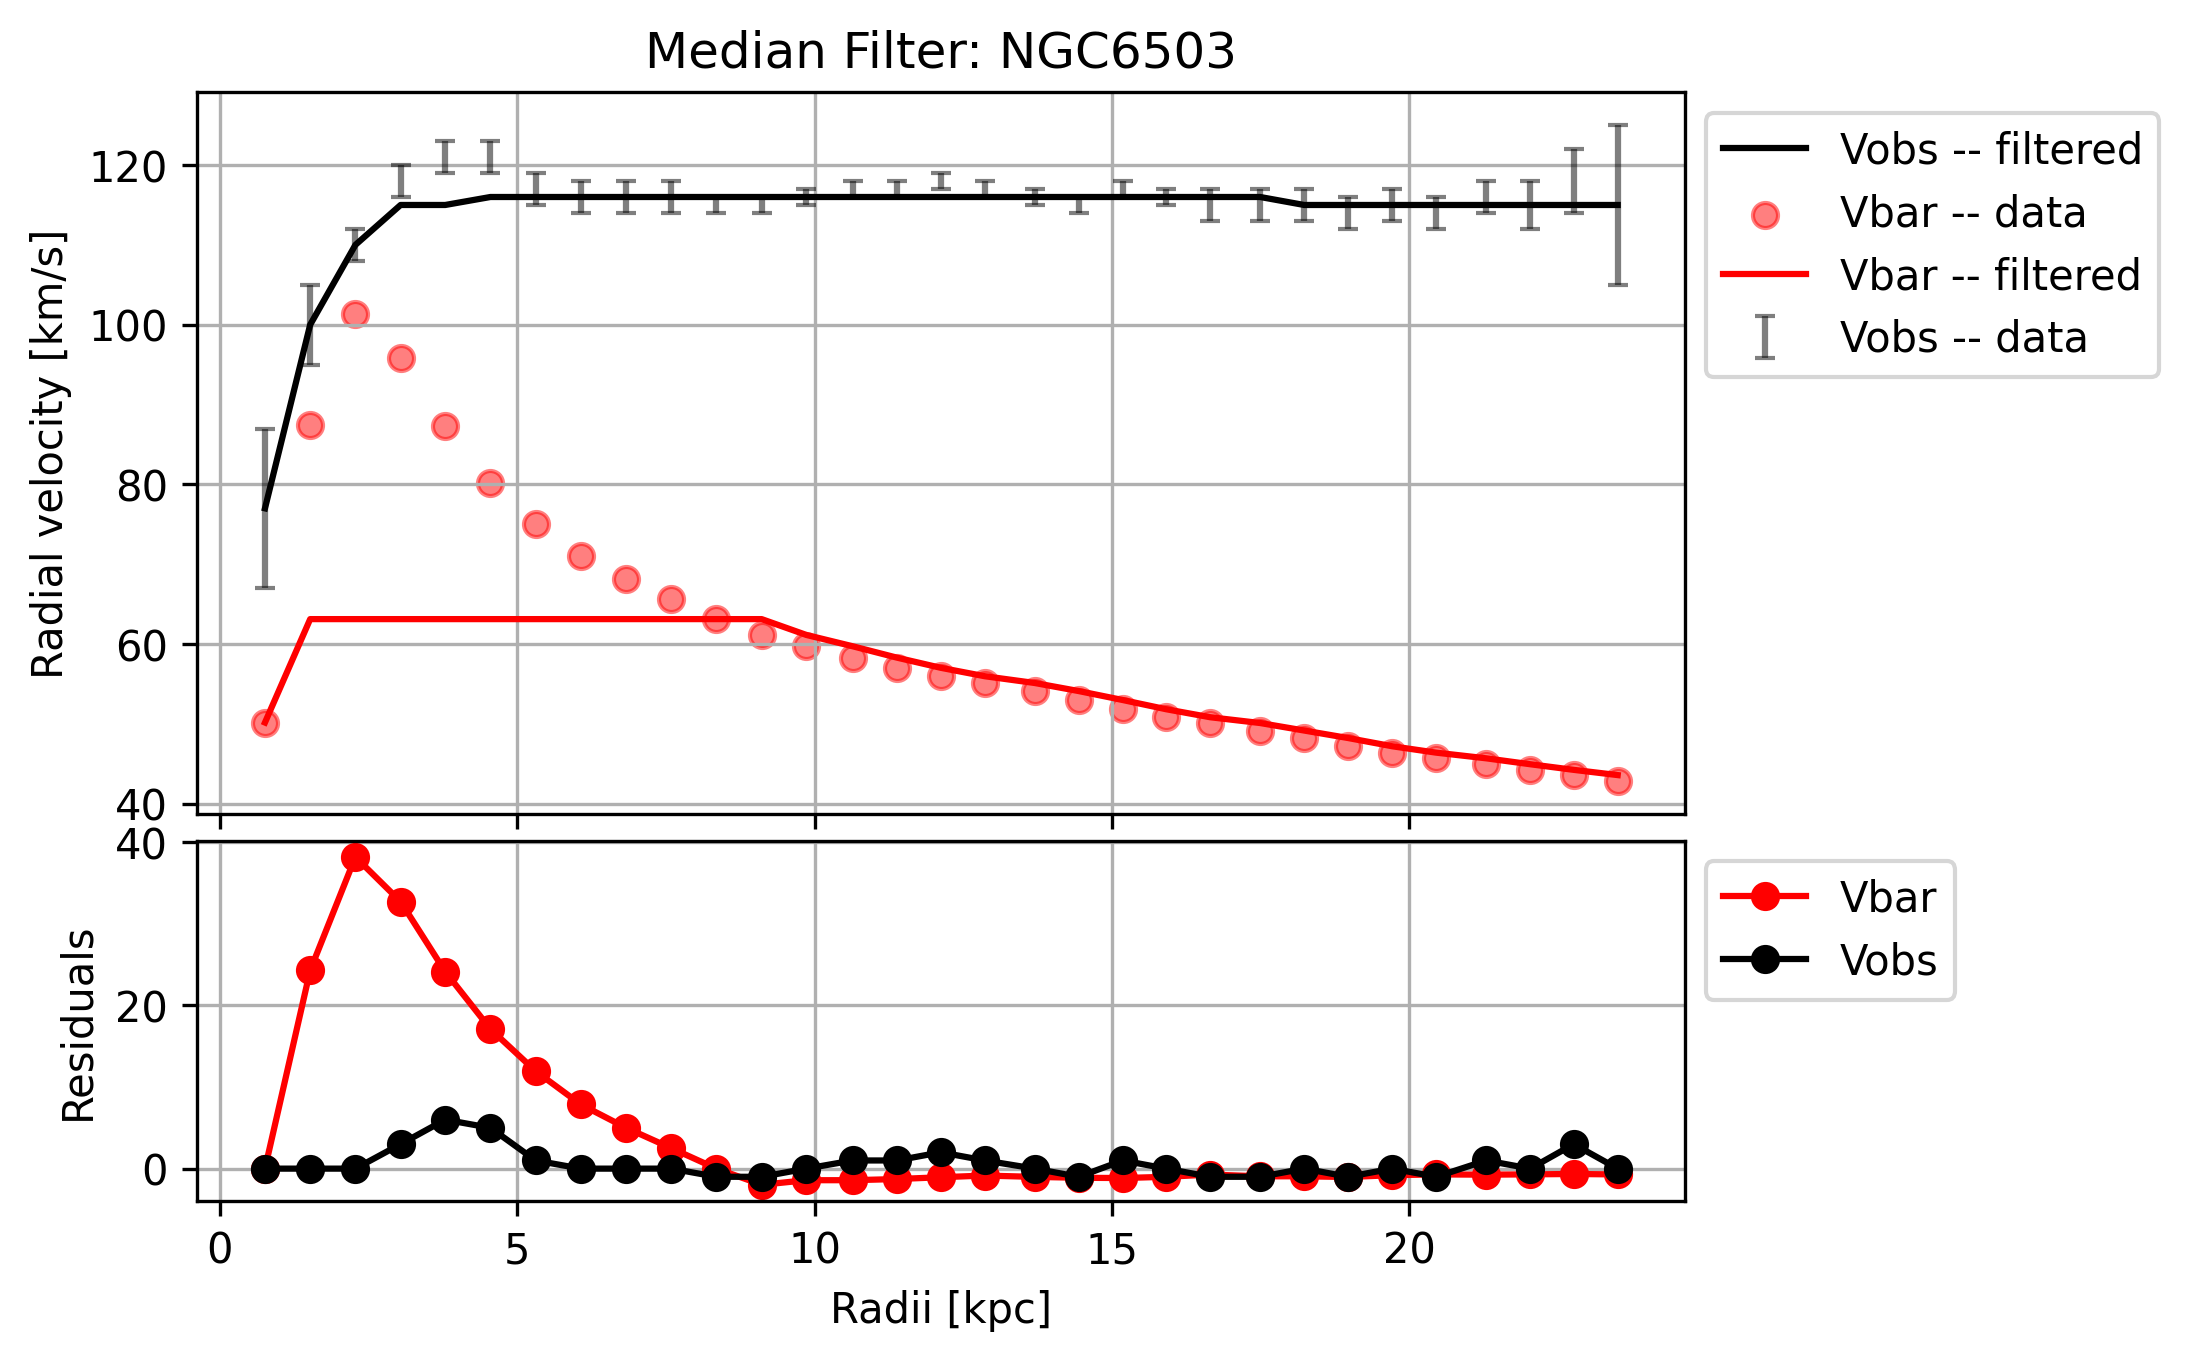 Median Filter: NGC6503
Radial velocity [km/s]
120
100
80
60
40
Vobs -- filtered
Vbar -- data
Vbar -- filtered
Vobs -- data
Residuals
40
20
0
Vbar
Vobs
0 5 10 15 20
Radii [kpc]